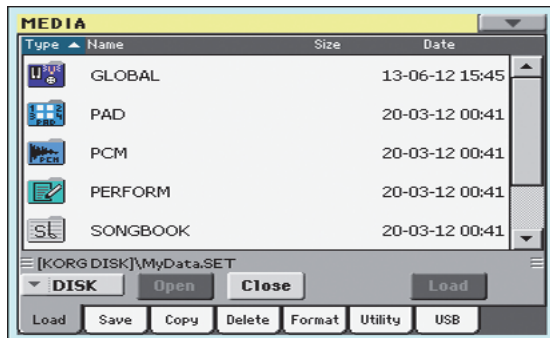 MEDIA
Type Name Size Date
GLOBAL 13-06-12 15:45
PAD 20-03-12 00:41
PCM PCM 20-03-12 00:41
PERFORM 20-03-12 00:41
SL SONGBOOK 20-03-12 00:41
[KORG DISK]\MyData.SET
DISK Open Close Load
Load Save Copy Delete Format Utility USB